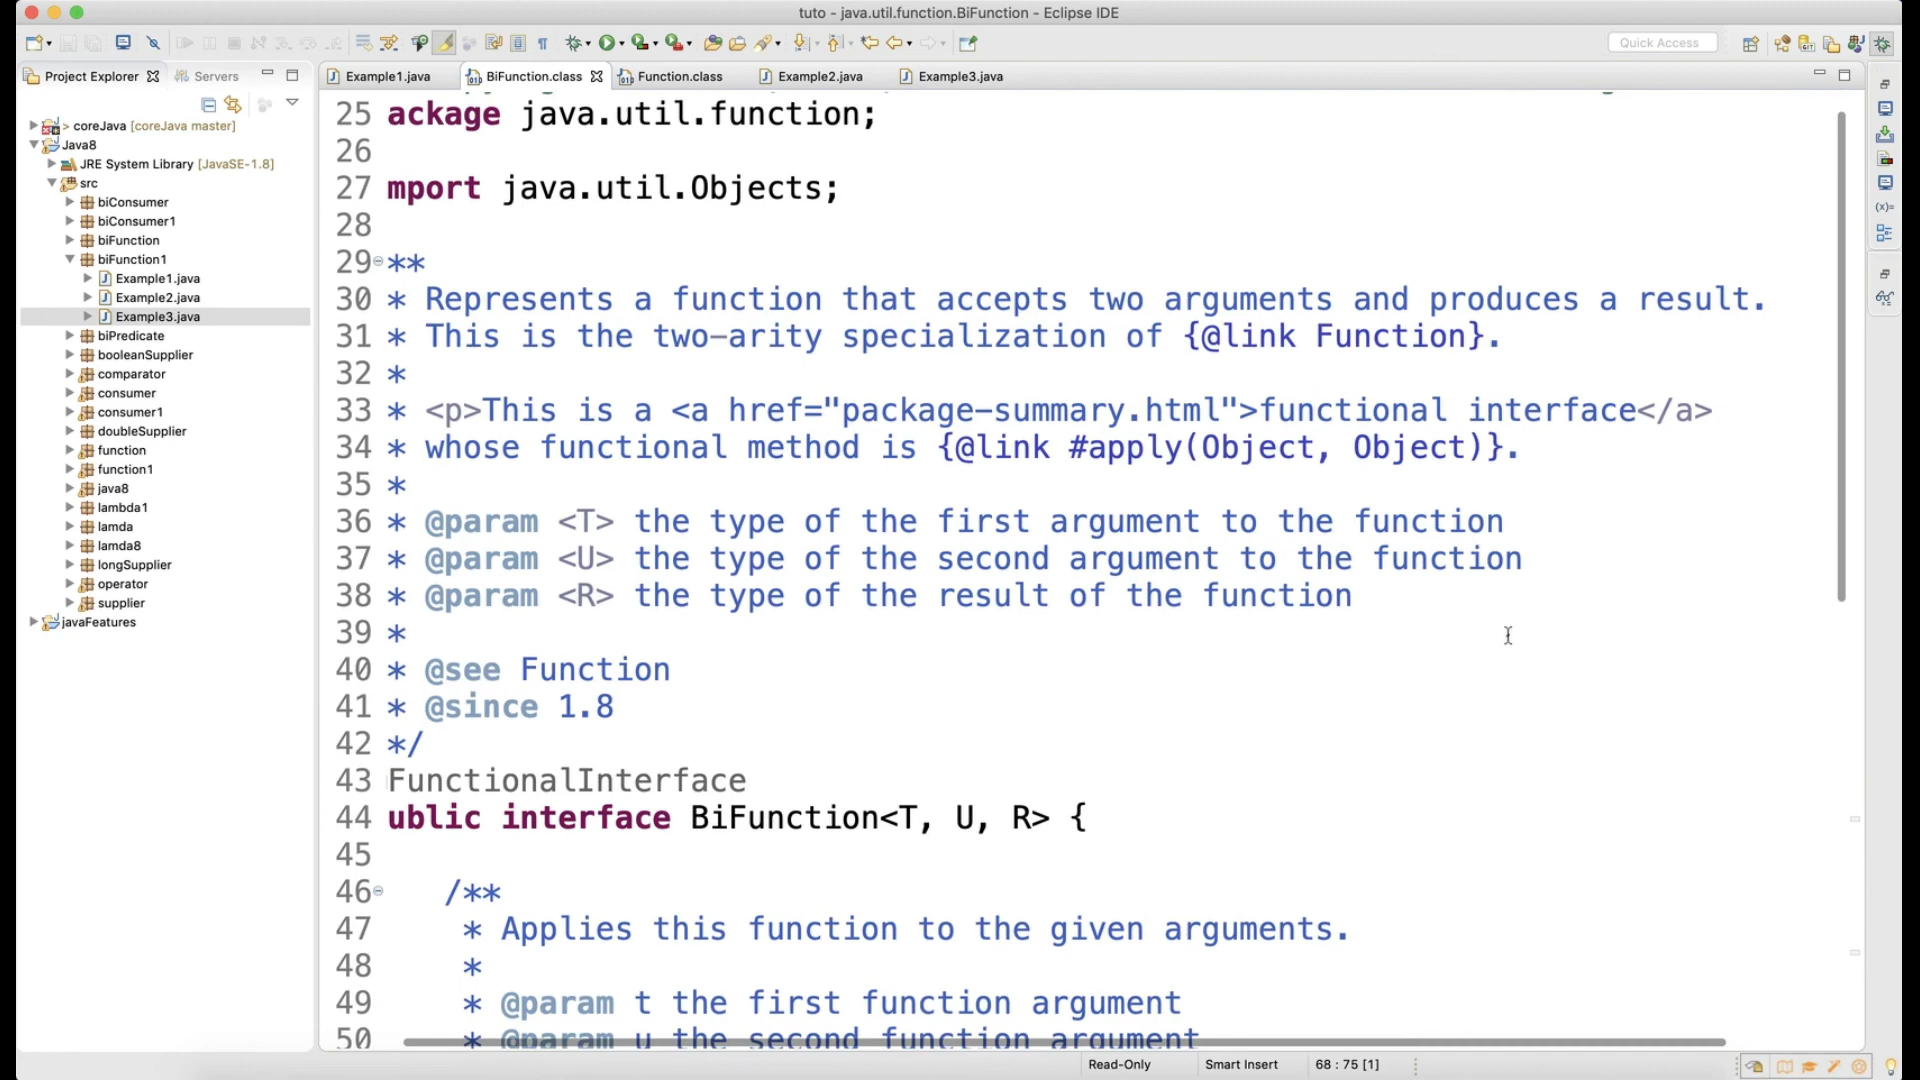 tuto - java.util.function.BiFunction - Eclipse IDE
Quick Access
Project Explorer
Servers
Example1.java
BiFunction.class
Function.class
Example2.java
Example3.java
> coreJava [coreJava master]
Java8
JRE System Library [JavaSE-1.8]
src
biConsumer
biConsumer1
biFunction
biFunction1
Example1.java
Example2.java
Example3.java
biPredicate
booleanSupplier
comparator
consumer
consumer1
doubleSupplier
function
function1
java8
lambda1
lamda
lamda8
longSupplier
operator
supplier
javaFeatures
25 ackage java.util.function;
26
27 mport java.util.Objects;
28
29 **
30 * Represents a function that accepts two arguments and produces a result.
31 * This is the two-arity specialization of {@link Function}.
32 *
33 * <p>This is a <a href="package-summary.html">functional interface</a>
34 * whose functional method is {@link #apply(Object, Object)}.
35 *
36 * @param <T> the type of the first argument to the function
37 * @param <U> the type of the second argument to the function
38 * @param <R> the type of the result of the function
39 *
40 * @see Function
41 * @since 1.8
42 */
43 FunctionalInterface
44 ublic interface BiFunction<T, U, R> {
45
46 /**
47 * Applies this function to the given arguments.
48 *
49 * @param t the first function argument
50 * @param u the second function argument
(x)=
Read-Only
Smart Insert
68 : 75 [1]